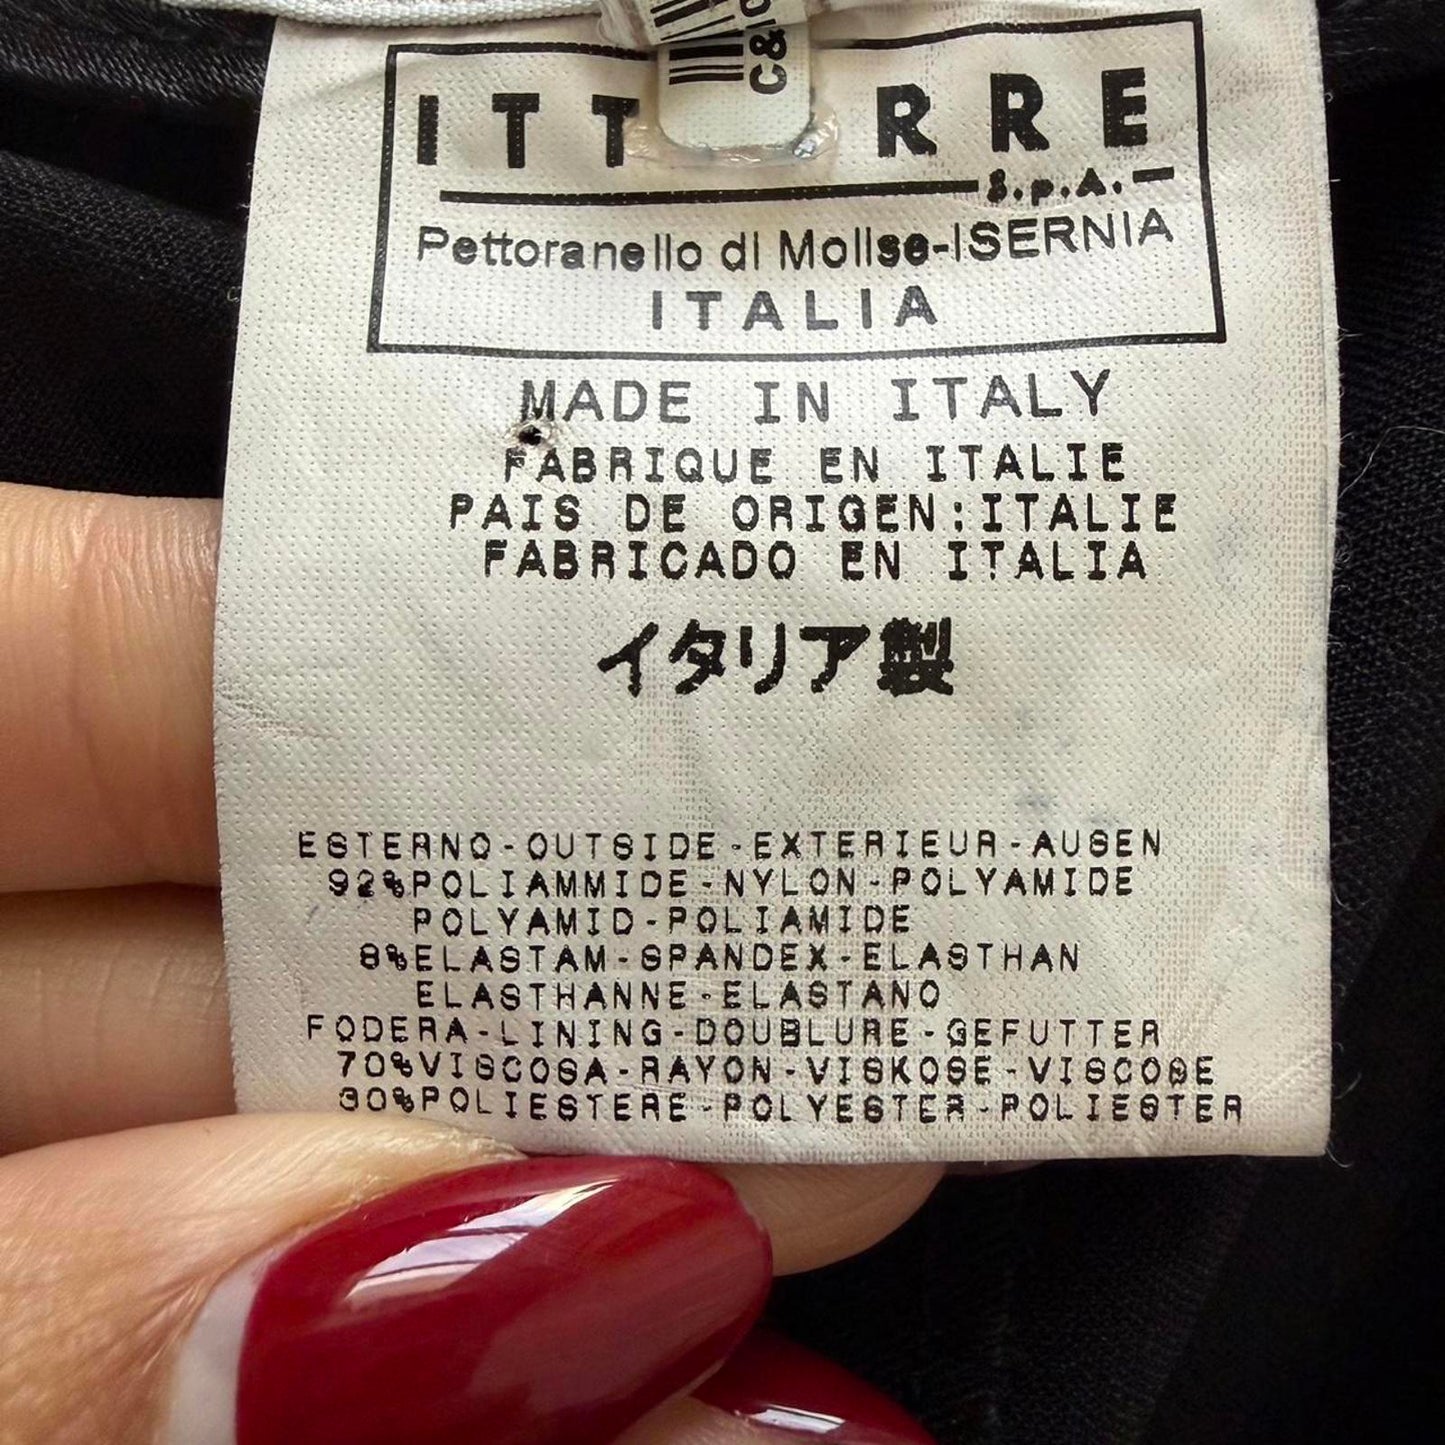 C&I
ITT RRE
S.p.A.
Pettoranello di Molise-ISERNIA
ITALIA
MADE IN ITALY
FABRIQUE EN ITALIE
PAIS DE ORIGEN:ITALIE
FABRICADO EN ITALIA
イタリア製
ESTERNO-OUTSIDE-EXTERIEUR-AUSEN
92%POLIAMMIDE-NYLON-POLYAMIDE
POLYAMID-POLIAMIDE
8%ELASTAM-SPANDEX-ELASTHAN
ELASTHANNE-ELASTANO
FODERA-LINING-DOUBLURE-GEFUTTER
70%VISCOSA-RAYON-VISKOSE-VISCOSE
30%POLIESTERE-POLYESTER-POLIESTER